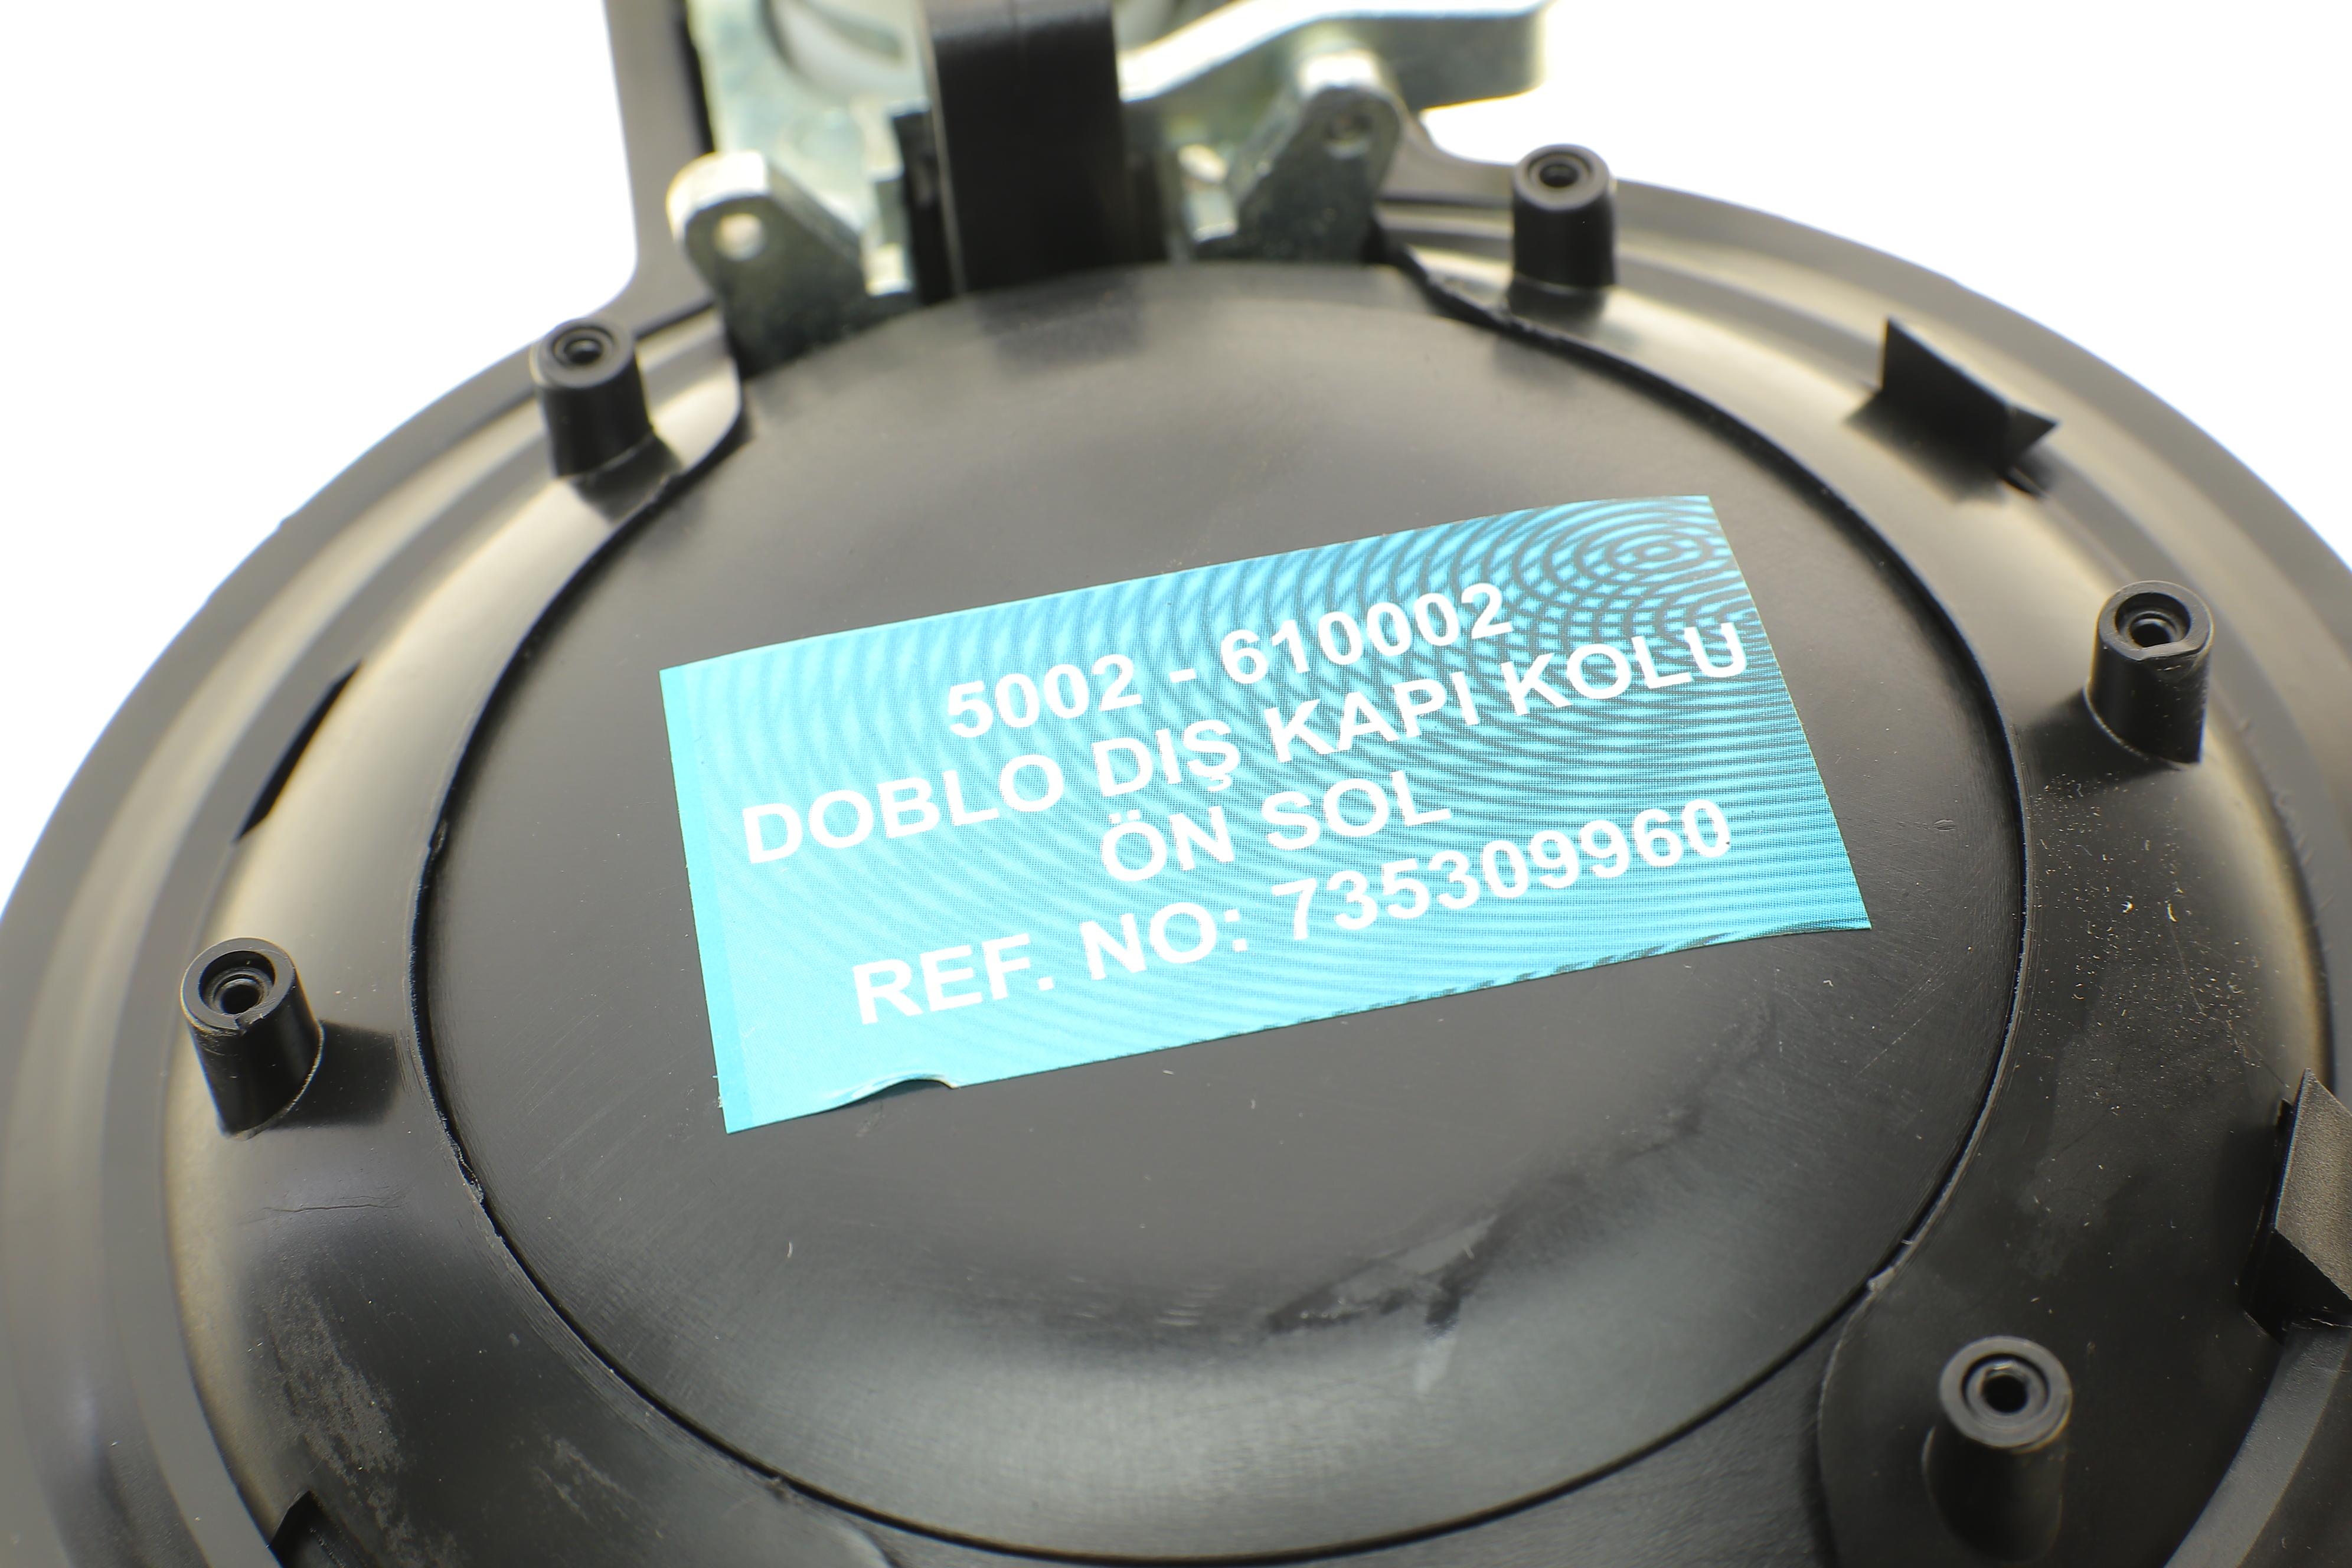 5002 - 610002
DOBLO DIŞ KAPI KOLU
ÖN SOL
REF. NO: 735309960